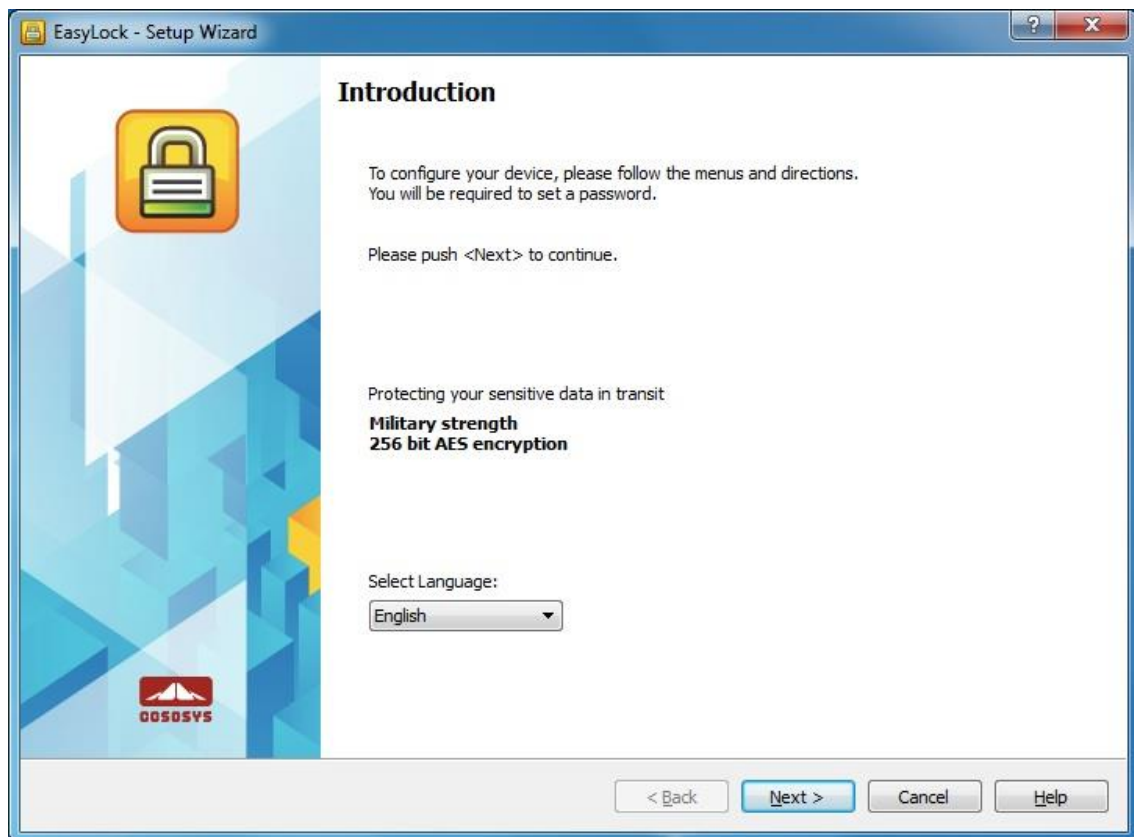 EasyLock - Setup Wizard
?
X
Introduction
To configure your device, please follow the menus and directions.
You will be required to set a password.
Please push <Next> to continue.
Protecting your sensitive data in transit
Military strength
256 bit AES encryption
Select Language:
English
COSOSYS
< Back
Next >
Cancel
Help